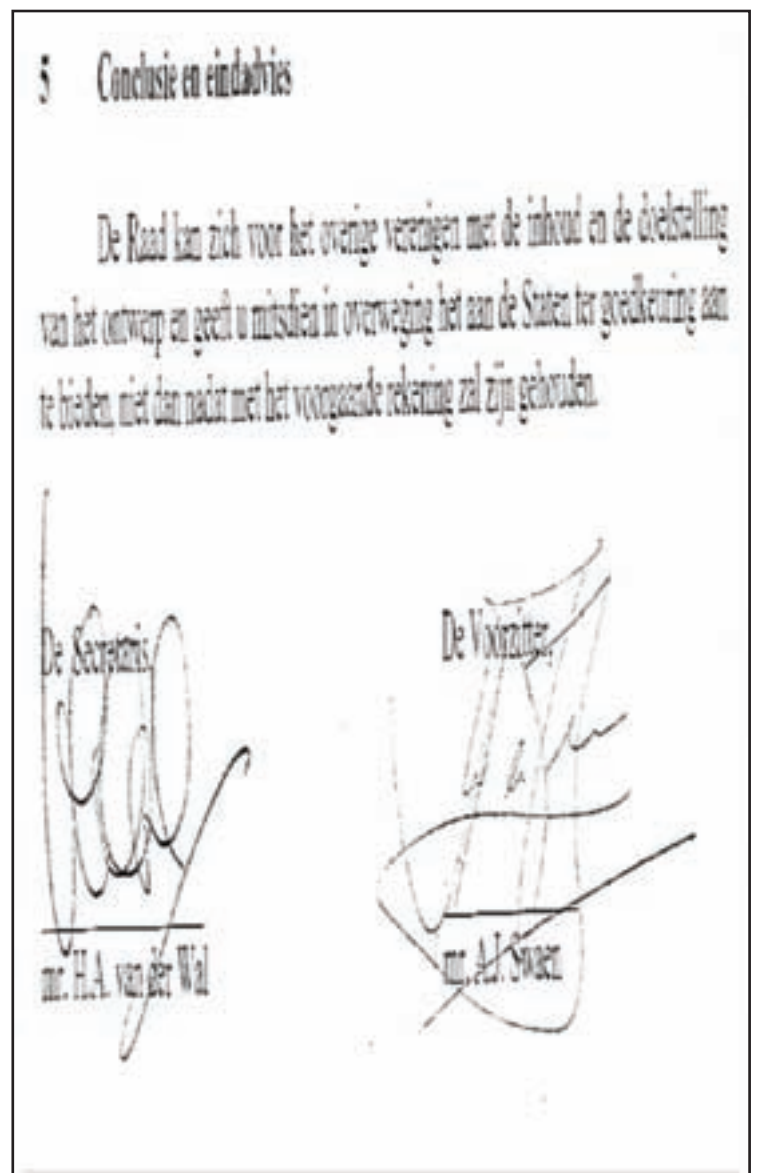 5 Conclusie en eindadvies
De Raad kan zich voor het overige verenigen met de inhoud en de doelstelling
van het ontwerp en geeft u mitsdien in overweging het aan de Staten ter goedkeuring aan
te bieden, niet dan nadat met het voorgaande rekening zal zijn gehouden.
De Secretaris, De Voorzitter,
mr. H.A. van der Wal mr. A.J. Swaen